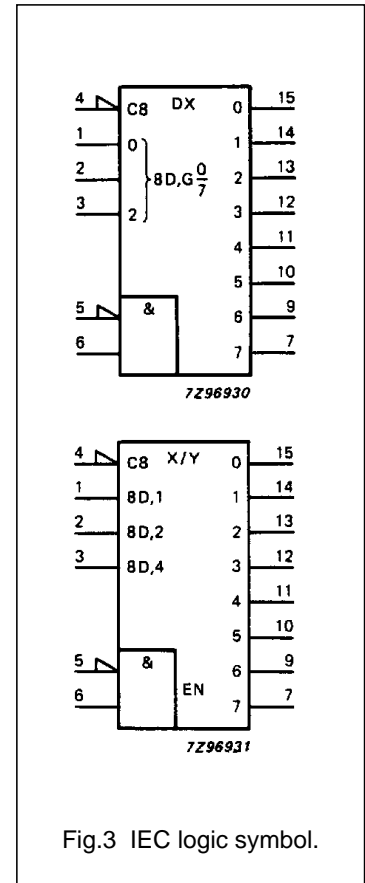 4 C8 DX 0 15
1 0 1 14
2 8D,G 0/7 2 13
3 2 3 12
4 11
5 10
5 & 6 9
6 7 7
7Z96930
4 C8 X/Y 0 15
1 8D,1 1 14
2 8D,2 2 13
3 8D,4 3 12
4 11
5 10
5 & 6 9
6 EN 7 7
7Z96931
Fig.3 IEC logic symbol.